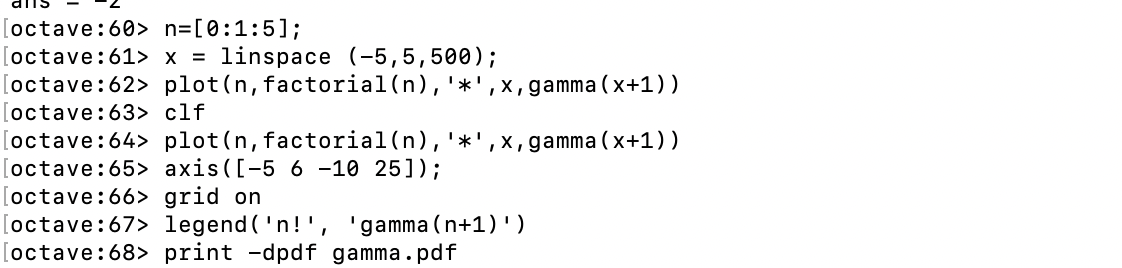 ans = -2
[octave:60> n=[0:1:5];
[octave:61> x = linspace (-5,5,500);
[octave:62> plot(n,factorial(n),'*',x,gamma(x+1))
[octave:63> clf
[octave:64> plot(n,factorial(n),'*',x,gamma(x+1))
[octave:65> axis([-5 6 -10 25]);
[octave:66> grid on
[octave:67> legend('n!', 'gamma(n+1)')
[octave:68> print -dpdf gamma.pdf